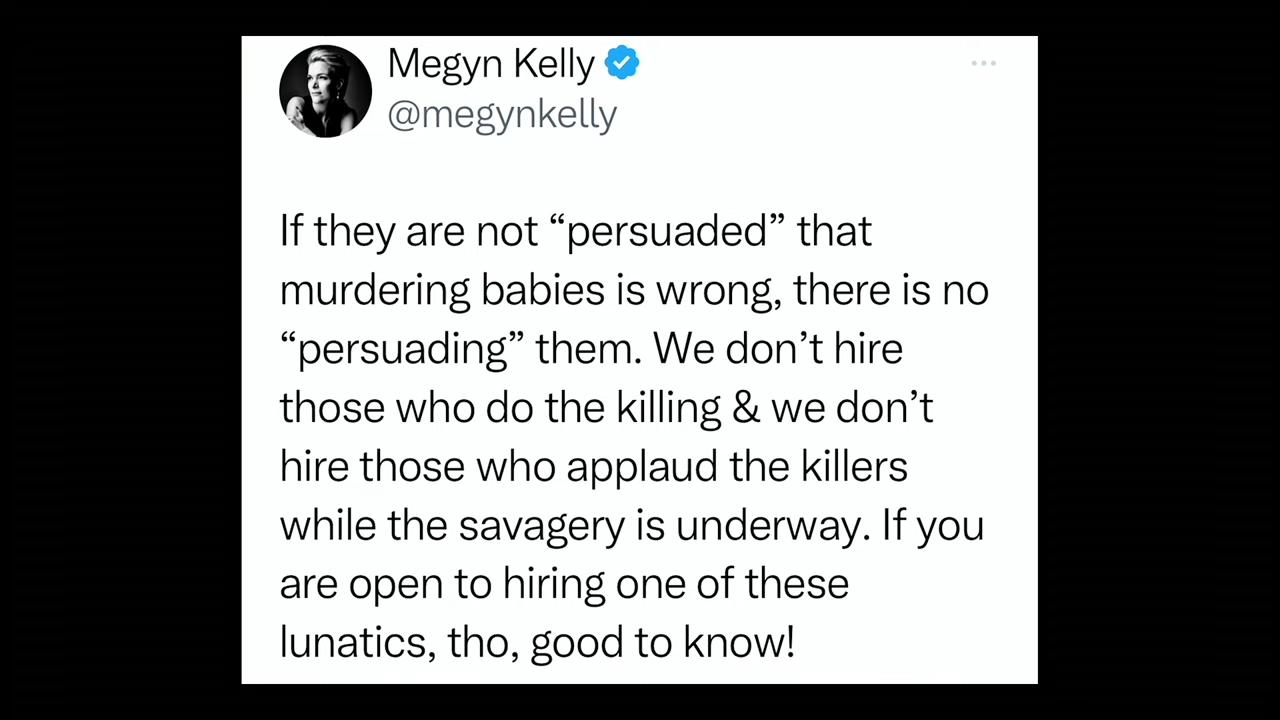 Megyn Kelly
@megynkelly
If they are not “persuaded” that
murdering babies is wrong, there is no
“persuading” them. We don’t hire
those who do the killing & we don’t
hire those who applaud the killers
while the savagery is underway. If you
are open to hiring one of these
lunatics, tho, good to know!